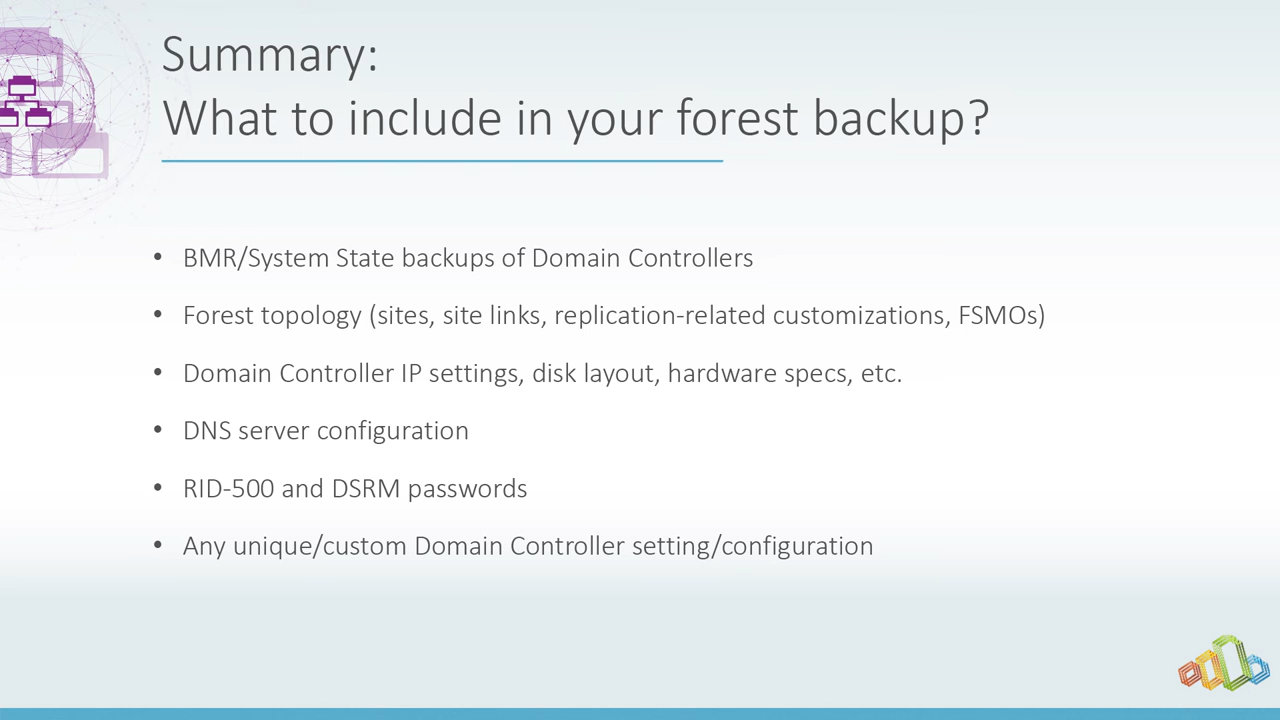 Summary:
What to include in your forest backup?
• BMR/System State backups of Domain Controllers
• Forest topology (sites, site links, replication-related customizations, FSMOs)
• Domain Controller IP settings, disk layout, hardware specs, etc.
• DNS server configuration
• RID-500 and DSRM passwords
• Any unique/custom Domain Controller setting/configuration